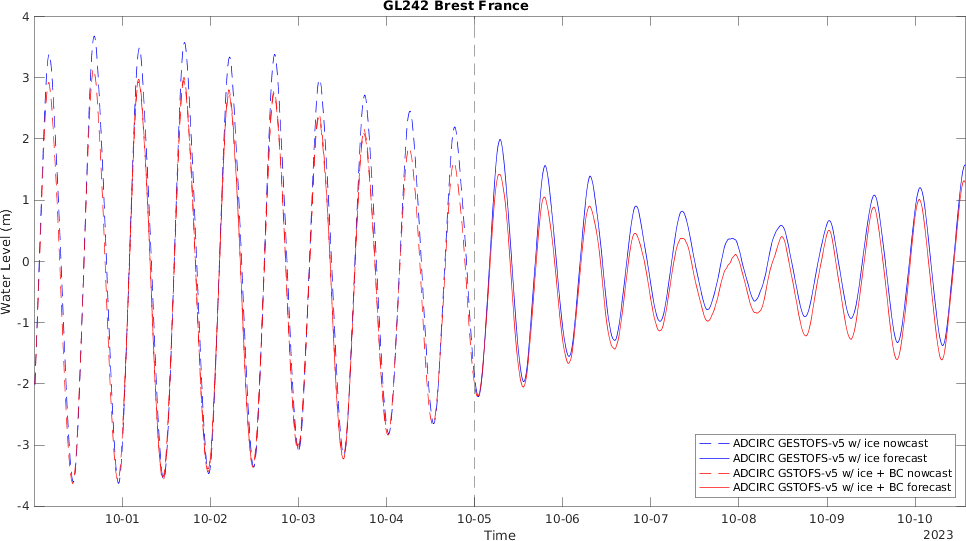 GL242 Brest France
4
3
2
1
0
-1
-2
-3
-4
Water Level (m)
ADCIRC GESTOFS-v5 w/ ice nowcast
ADCIRC GESTOFS-v5 w/ ice forecast
ADCIRC GSTOFS-v5 w/ ice + BC nowcast
ADCIRC GSTOFS-v5 w/ ice + BC forecast
10-01 10-02 10-03 10-04 10-05 10-06 10-07 10-08 10-09 10-10
Time 2023